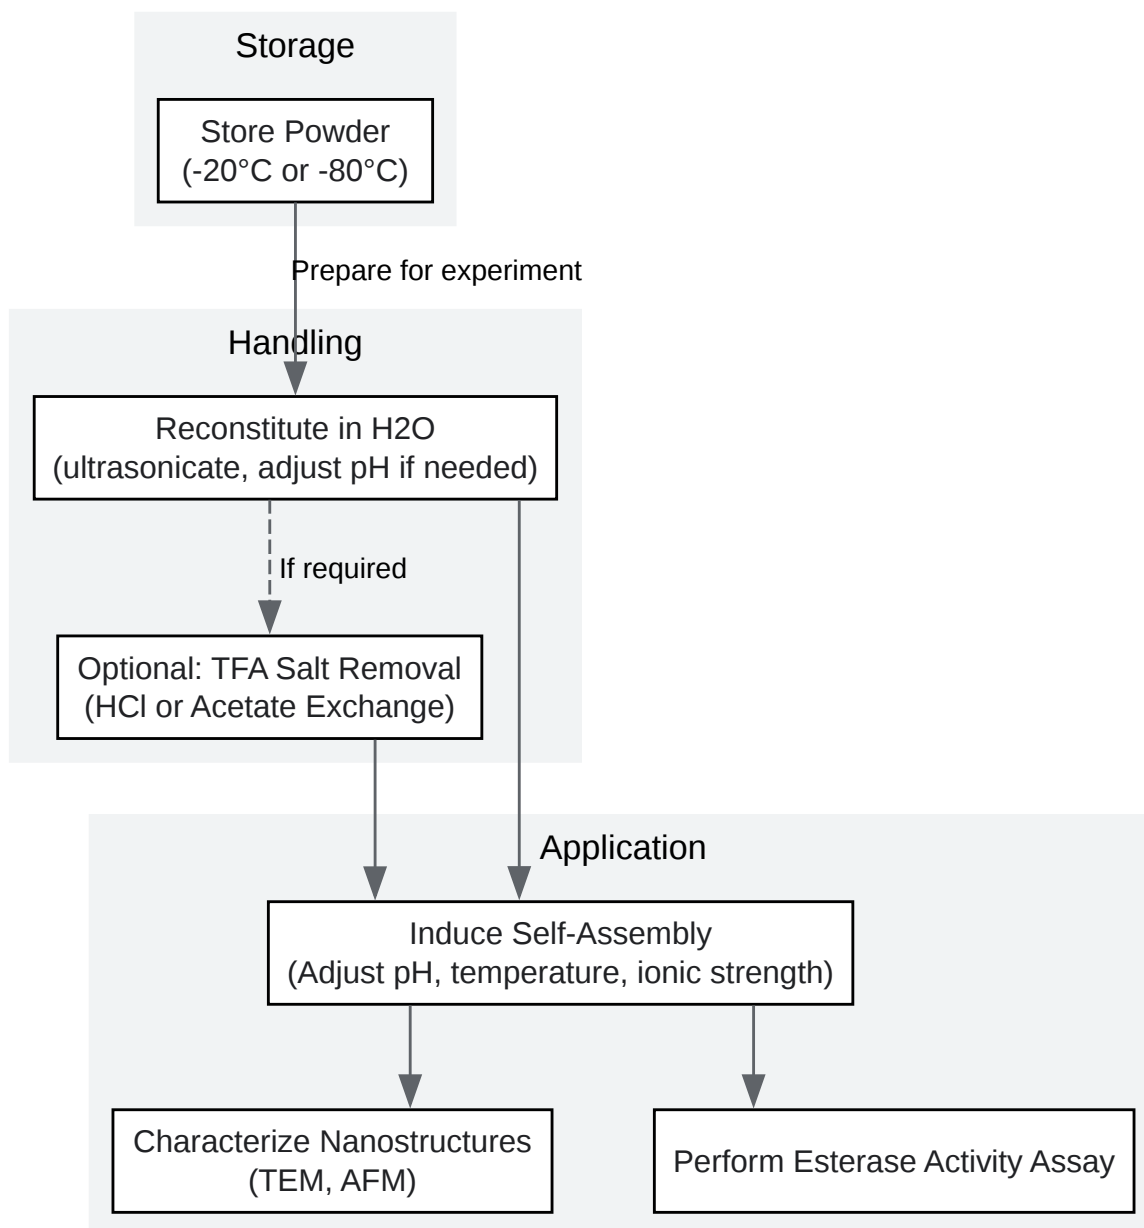 Storage
Store Powder
(-20°C or -80°C)
Prepare for experiment
Handling
Reconstitute in H2O
(ultrasonicate, adjust pH if needed)
If required
Optional: TFA Salt Removal
(HCl or Acetate Exchange)
Application
Induce Self-Assembly
(Adjust pH, temperature, ionic strength)
Characterize Nanostructures
(TEM, AFM)
Perform Esterase Activity Assay